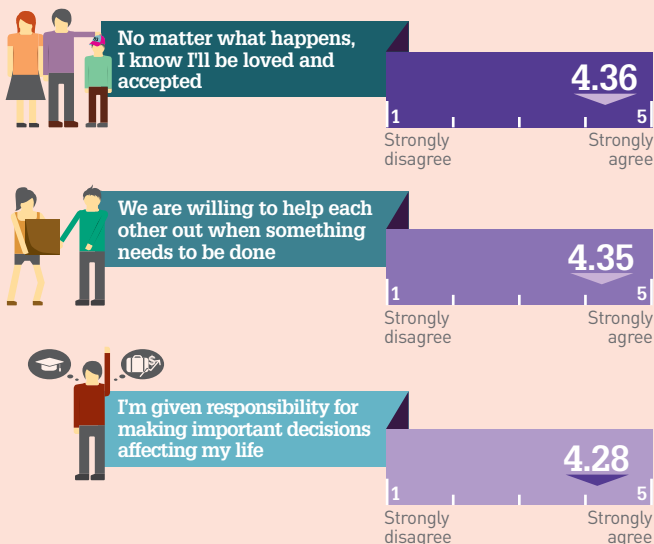 No matter what happens,
I know I'll be loved and
accepted
4.36
1
5
Strongly
disagree
Strongly
agree
We are willing to help each
other out when something
needs to be done
4.35
1
5
Strongly
disagree
Strongly
agree
$
I'm given responsibility for
making important decisions
affecting my life
4.28
1
5
Strongly
disagree
Strongly
agree